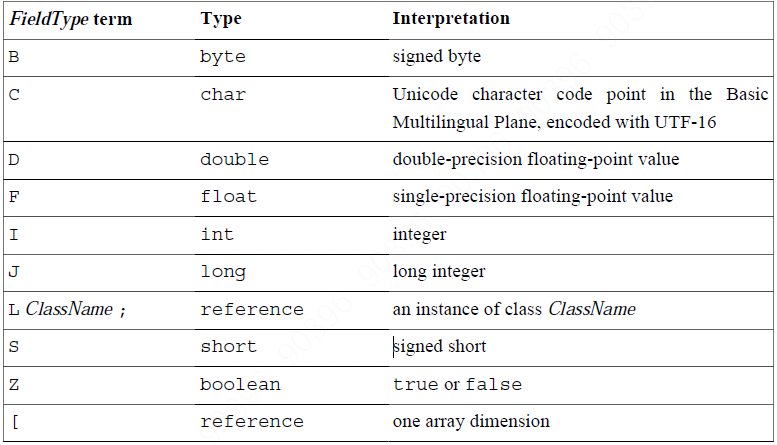 FieldType term Type Interpretation
B byte signed byte
C char Unicode character code point in the Basic
Multilingual Plane, encoded with UTF-16
D double double-precision floating-point value
F float single-precision floating-point value
I int integer
J long long integer
L ClassName ; reference an instance of class ClassName
S short signed short
Z boolean true or false
[ reference one array dimension